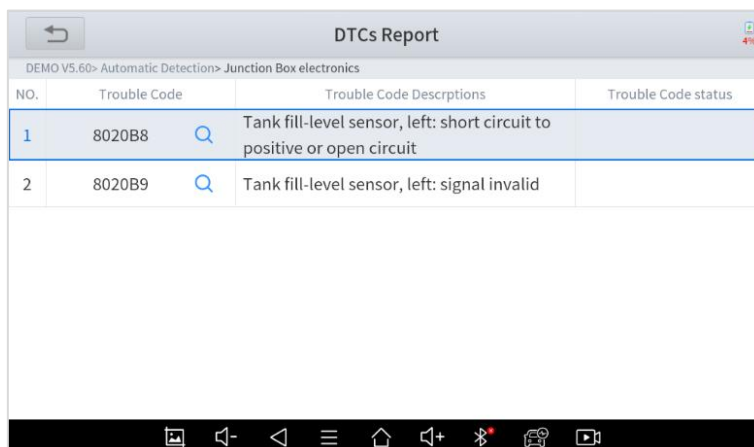 DTCs Report
4%
DEMO V5.60> Automatic Detection> Junction Box electronics
NO. Trouble Code Trouble Code Descrptions Trouble Code status
1 8020B8 Tank fill-level sensor, left: short circuit to
positive or open circuit
2 8020B9 Tank fill-level sensor, left: signal invalid